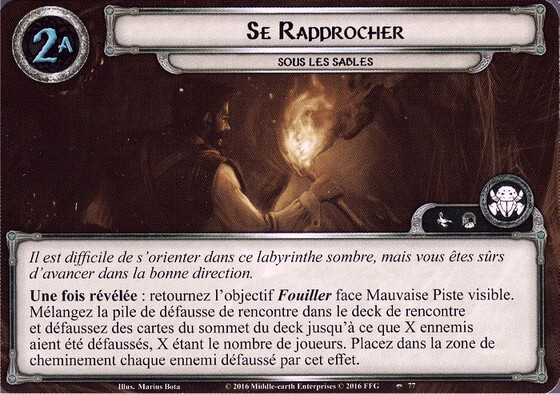 2A
Se Rapprocher
sous les sables
Il est difficile de s'orienter dans ce labyrinthe sombre, mais vous êtes sûrs
d'avancer dans la bonne direction.
Une fois révélée : retournez l'objectif Fouiller face Mauvaise Piste visible.
Mélangez la pile de défausse de rencontre dans le deck de rencontre
et défaussez des cartes du sommet du deck jusqu'à ce que X ennemis
aient été défaussés, X étant le nombre de joueurs. Placez dans la zone de
cheminement chaque ennemi défaussé par cet effet.
Illus. Marius Bota © 2016 Middle-earth Enterprises © 2016 FFG 77